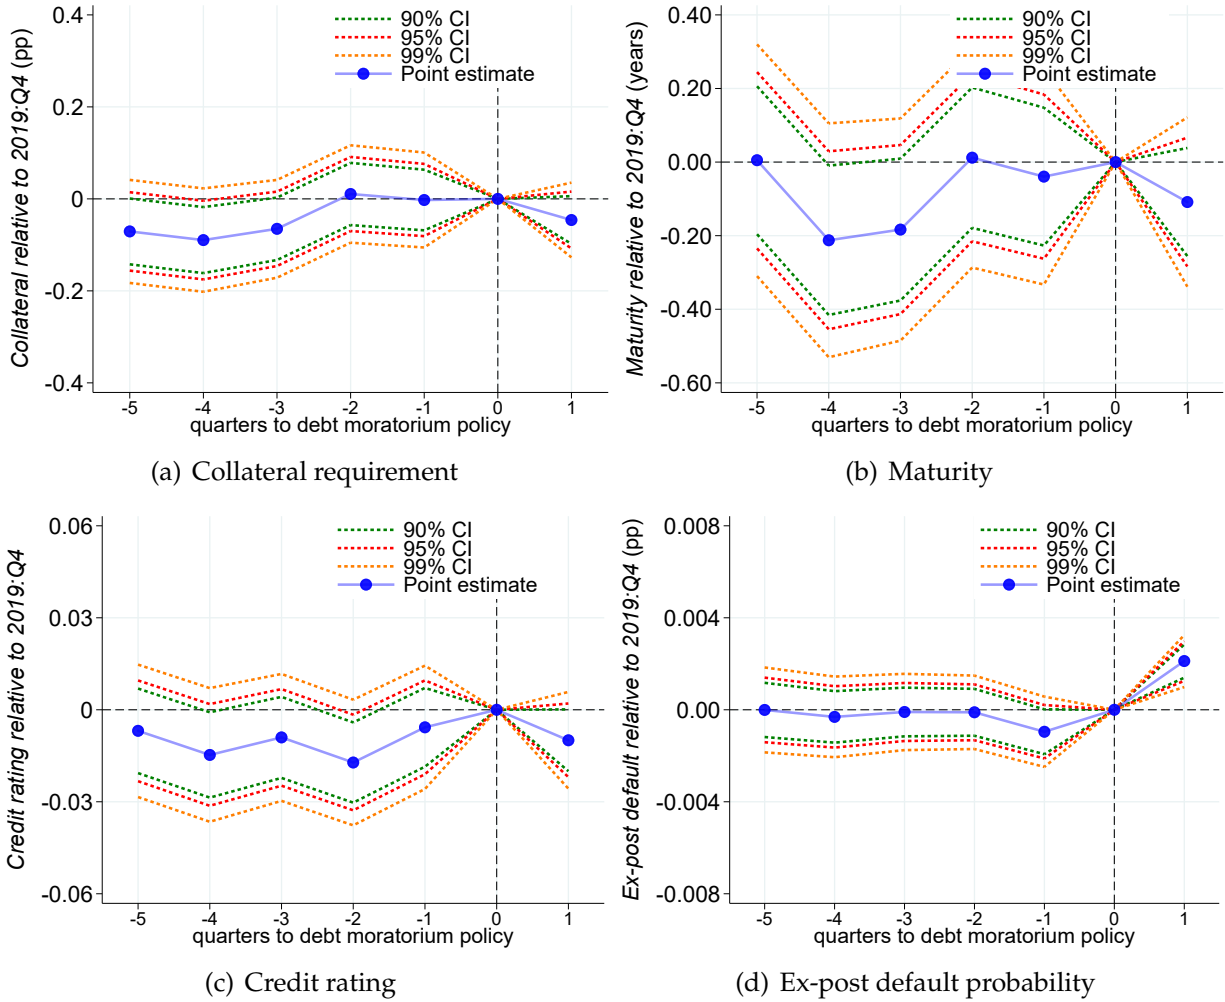 Collateral relative to 2019:Q4 (pp)
0.4
0.2
0
-0.2
-0.4
90% CI
95% CI
99% CI
Point estimate
-5 -4 -3 -2 -1 0 1
quarters to debt moratorium policy
(a) Collateral requirement
Maturity relative to 2019:Q4 (years)
0.40
0.20
0.00
-0.20
-0.40
-0.60
90% CI
95% CI
99% CI
Point estimate
-5 -4 -3 -2 -1 0 1
quarters to debt moratorium policy
(b) Maturity
Credit rating relative to 2019:Q4
0.06
0.03
0
-0.03
-0.06
90% CI
95% CI
99% CI
Point estimate
-5 -4 -3 -2 -1 0 1
quarters to debt moratorium policy
(c) Credit rating
Ex-post default relative to 2019:Q4 (pp)
0.008
0.004
0.00
-0.004
-0.008
90% CI
95% CI
99% CI
Point estimate
-5 -4 -3 -2 -1 0 1
quarters to debt moratorium policy
(d) Ex-post default probability